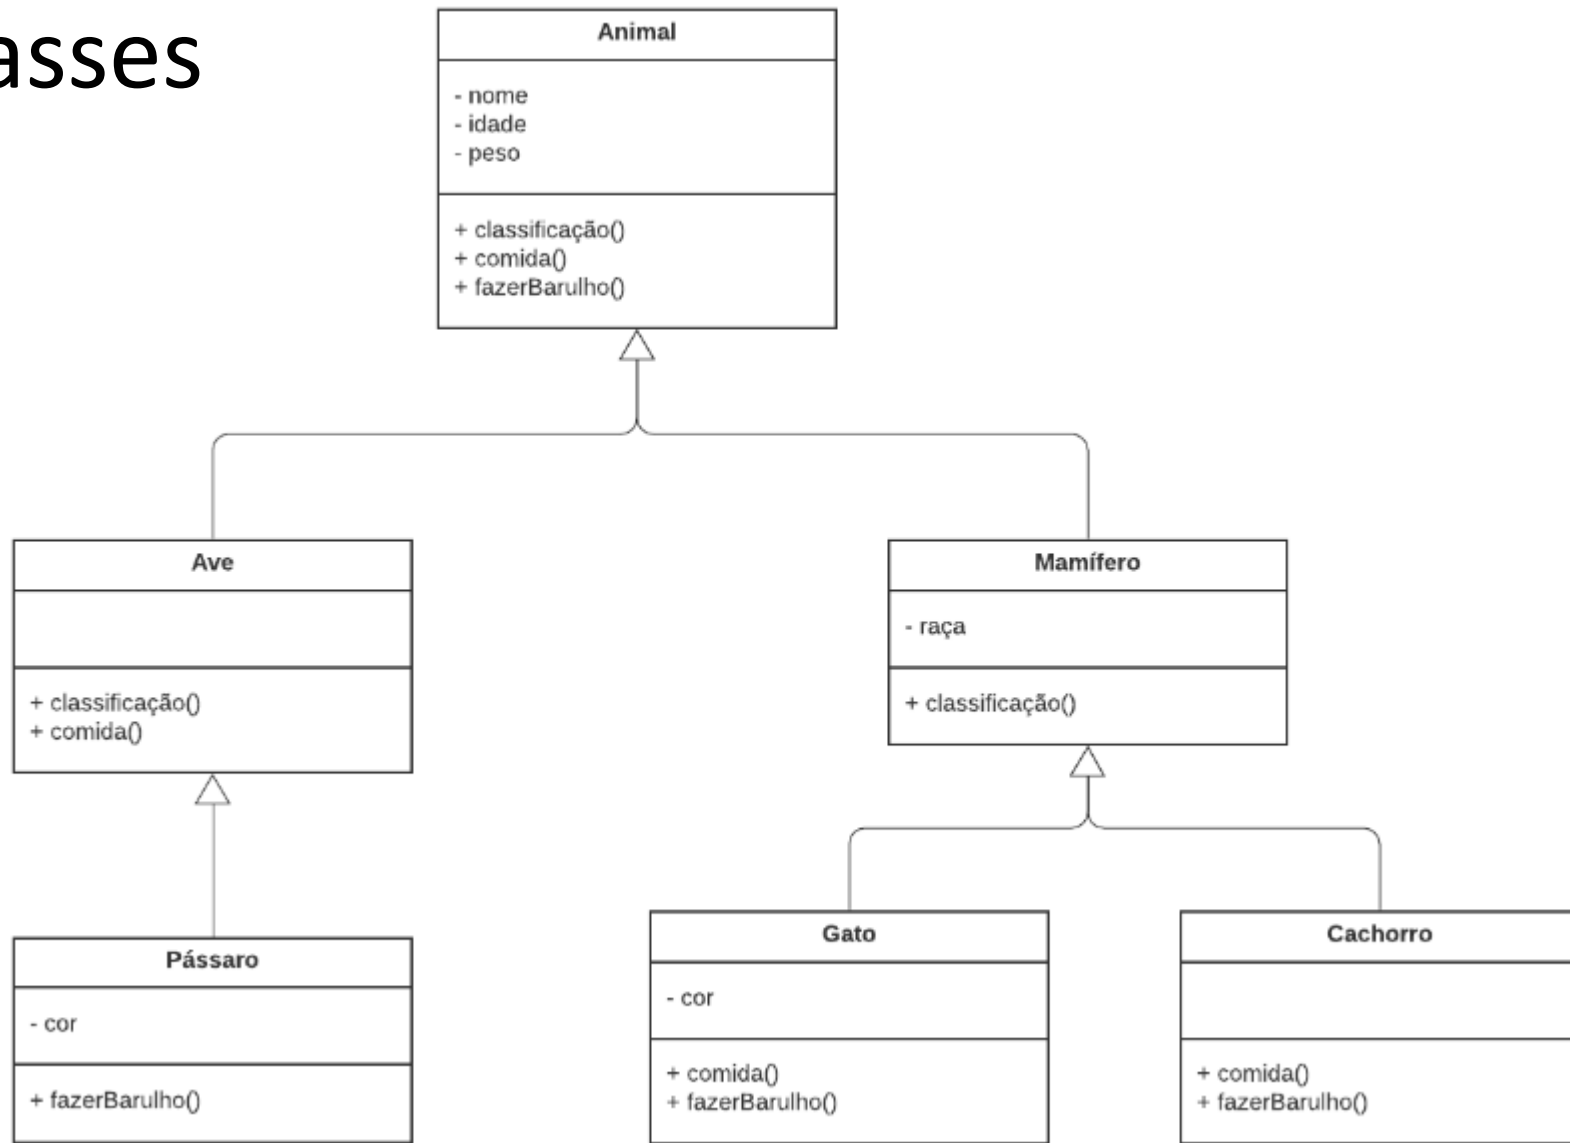 asses
Animal
- nome
- idade
- peso
+ classificação()
+ comida()
+ fazerBarulho()
Ave
+ classificação()
+ comida()
Mamífero
- raça
+ classificação()
Pássaro
- cor
+ fazerBarulho()
Gato
- cor
+ comida()
+ fazerBarulho()
Cachorro
+ comida()
+ fazerBarulho()